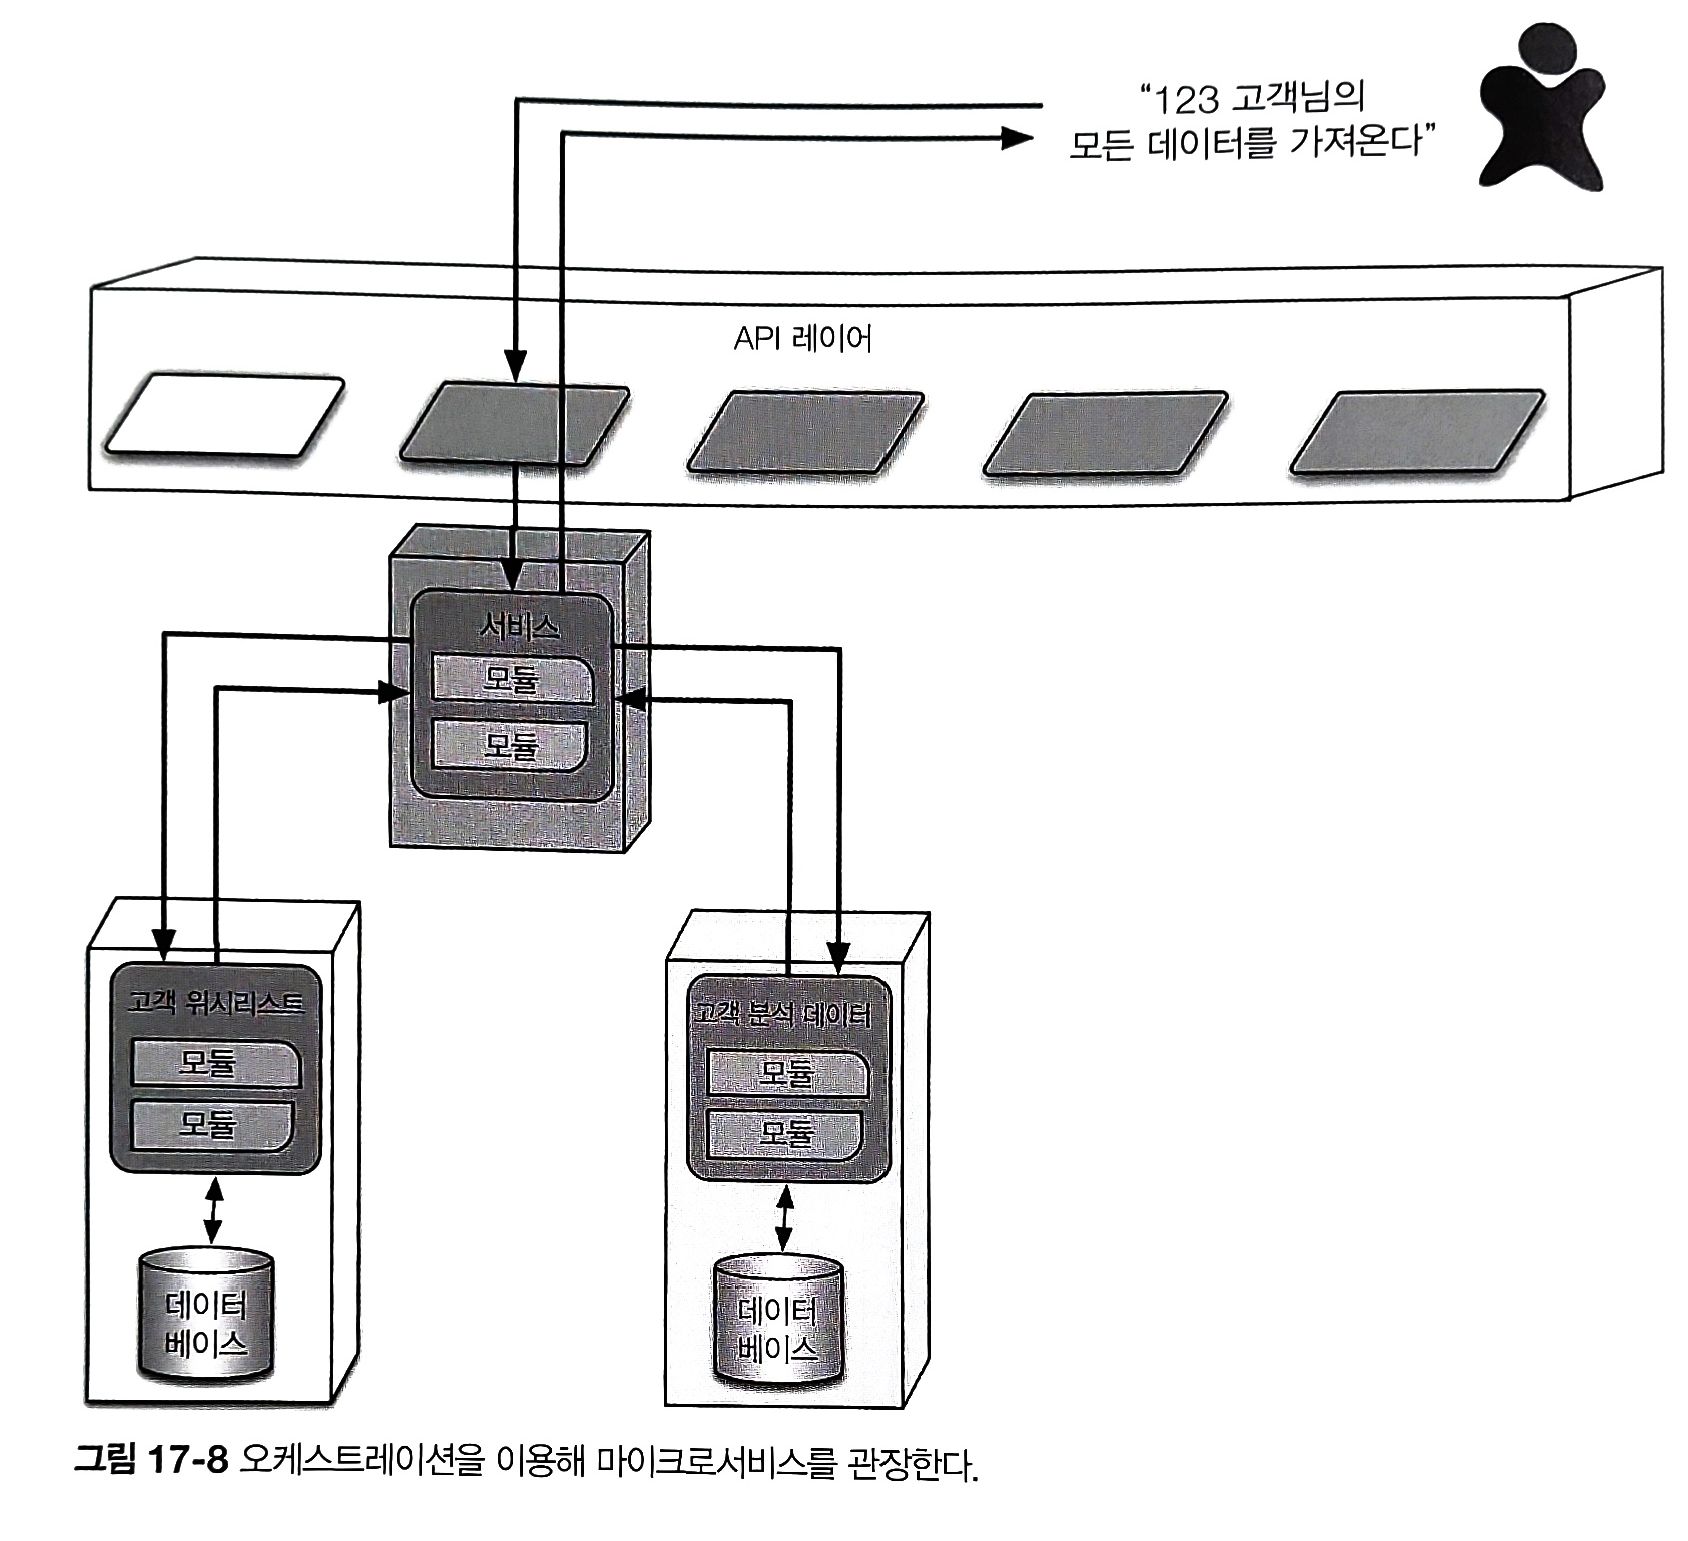 “123 고객님의
모든 데이터를 가져온다”
API 레이어
서비스
모듈
모듈
고객 위시리스트
모듈
모듈
데이터
베이스
고객 분석 데이터
모듈
모듈
데이터
베이스
그림 17-8 오케스트레이션을 이용해 마이크로서비스를 관장한다.